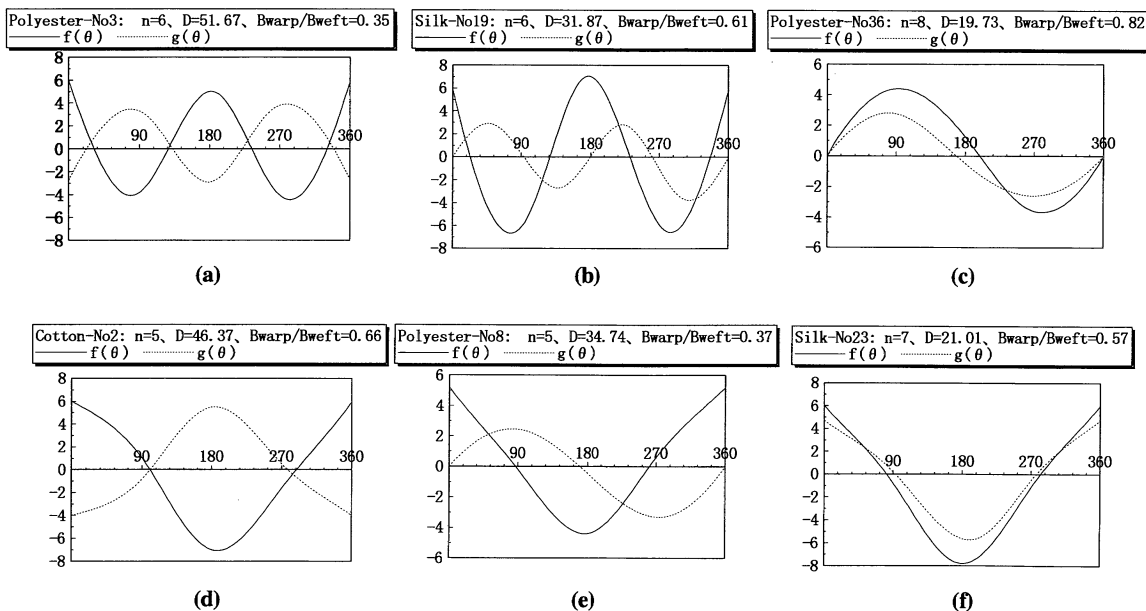 Polyester-No3: n=6、D=51.67、Bwarp/Bweft=0.35
f(θ) g(θ)
8
6
4
2
0
-2
-4
-6
-8
90 180 270 360
(a)
Silk-No19: n=6、D=31.87、Bwarp/Bweft=0.61
f(θ) g(θ)
8
6
4
2
0
-2
-4
-6
-8
90 180 270 360
(b)
Polyester-No36: n=8、D=19.73、Bwarp/Bweft=0.82
f(θ) g(θ)
6
4
2
0
-2
-4
-6
90 180 270 360
(c)
Cotton-No2: n=5、D=46.37、Bwarp/Bweft=0.66
f(θ) g(θ)
8
6
4
2
0
-2
-4
-6
-8
90 180 270 360
(d)
Polyester-No8: n=5、D=34.74、Bwarp/Bweft=0.37
f(θ) g(θ)
6
4
2
0
-2
-4
-6
90 180 270 360
(e)
Silk-No23: n=7、D=21.01、Bwarp/Bweft=0.57
f(θ) g(θ)
8
6
4
2
0
-2
-4
-6
-8
90 180 270 360
(f)